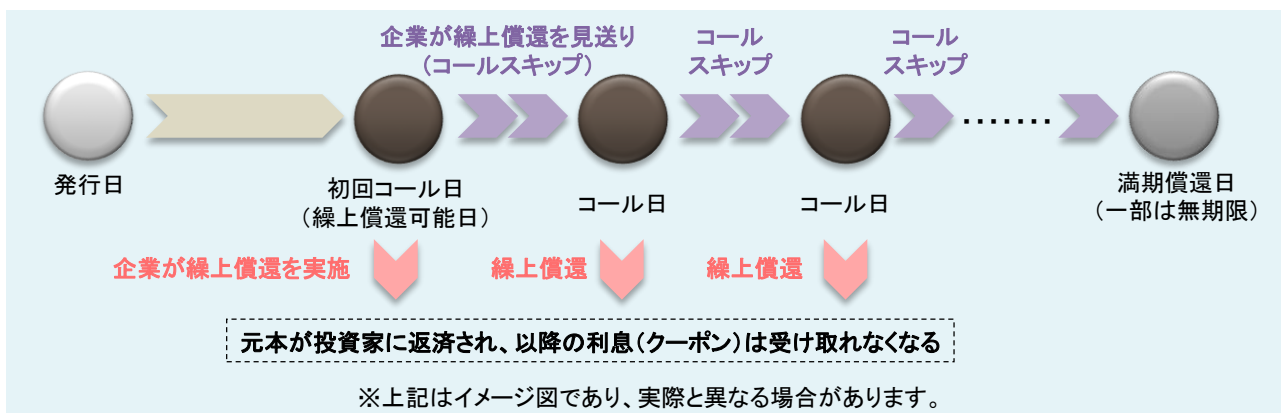 企業が繰上償還を見送り
(コールスキップ)
コール
スキップ
コール
スキップ
‥‥‥‥
発行日
初回コール日
（繰上償還可能日）
コール日
コール日
満期償還日
（一部は無期限）
企業が繰上償還を実施
繰上償還
繰上償還
元本が投資家に返済され、以降の利息（クーポン）は受け取れなくなる
※上記はイメージ図であり、実際と異なる場合があります。